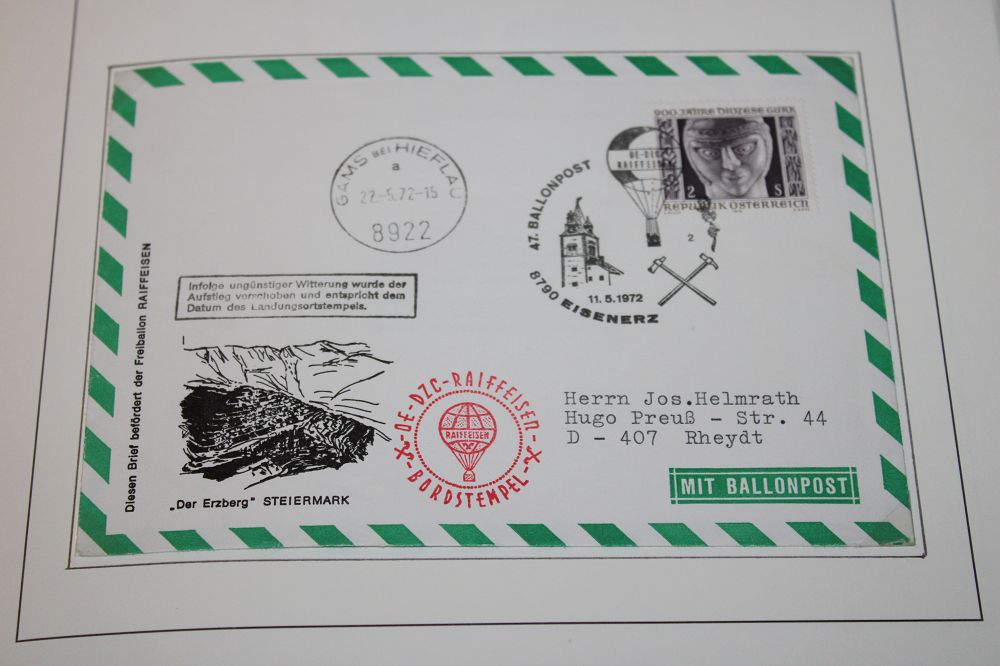 900 JAHRE DIÖZESE GURK
2 S
REPUBLIK ÖSTERREICH
GAMS BEI HIEFLAU
a
22.-5.72-15
8922
47. BALLONPOST
OE-DZC
RAIFFEISEN
2
11.5.1972
8790 EISENERZ
Infolge ungünstiger Witterung wurde der
Aufstieg verschoben und entspricht dem
Datum des Landungsortstempels.
Diesen Brief befördert der Freiballon RAIFFEISEN
„Der Erzberg" STEIERMARK
OE-DZC-RAIFFEISEN-
RAIFFEISEN
BORDSTEMPEL-
Herrn Jos.Helmrath
Hugo Preuß - Str. 44
D - 407 Rheydt
MIT BALLONPOST